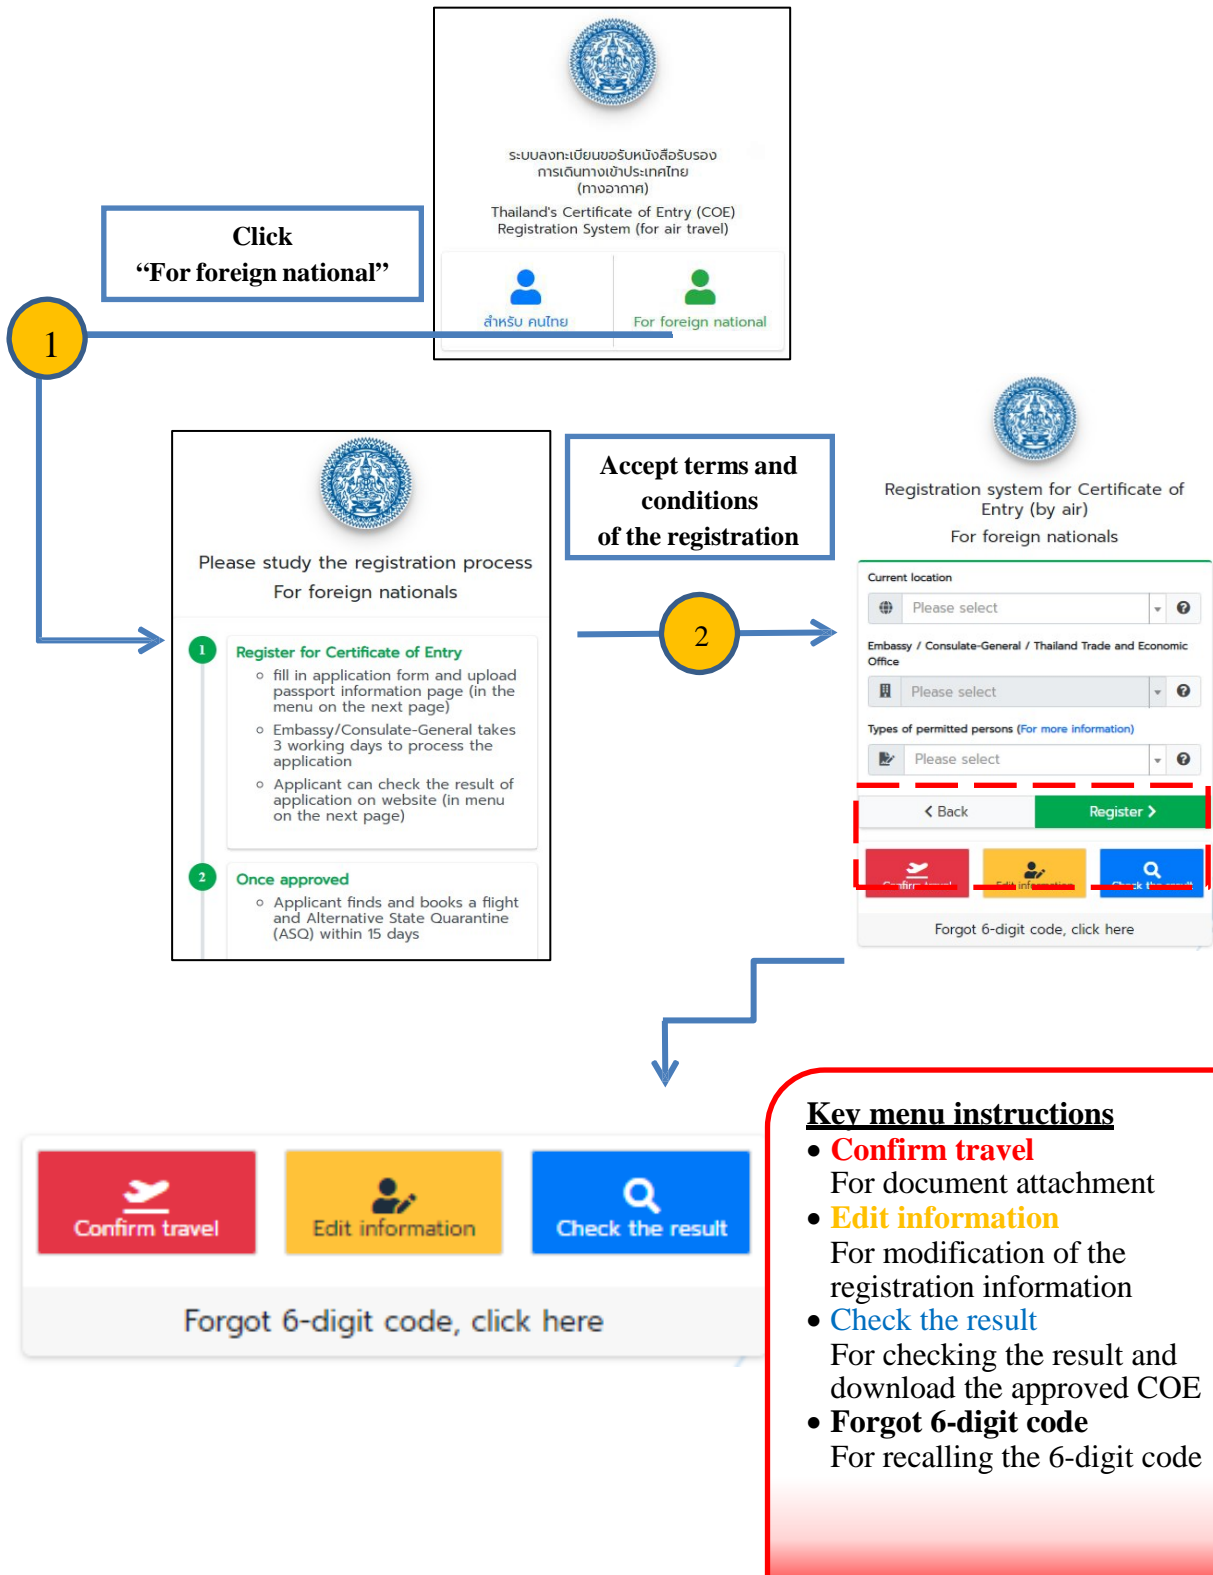 ระบบลงทะเบียนขอรับหนังสือรับรอง
การเดินทางเข้าประเทศไทย
(ทางอากาศ)
Thailand's Certificate of Entry (COE)
Registration System (for air travel)
สำหรับ คนไทย
For foreign national
Click
“For foreign national”
1
Please study the registration process
For foreign nationals
1
Register for Certificate of Entry
fill in application form and upload
passport information page (in the
menu on the next page)
Embassy/Consulate-General takes
3 working days to process the
application
Applicant can check the result of
application on website (in menu
on the next page)
2
Once approved
Applicant finds and books a flight
and Alternative State Quarantine
(ASQ) within 15 days
Accept terms and
conditions
of the registration
2
Registration system for Certificate of
Entry (by air)
For foreign nationals
Current location
Please select
Embassy / Consulate-General / Thailand Trade and Economic
Office
Please select
Types of permitted persons (For more information)
Please select
Back
Register
Confirm travel
Edit information
Check the result
Forgot 6-digit code, click here
Confirm travel
Edit information
Check the result
Forgot 6-digit code, click here
Key menu instructions
• Confirm travel
For document attachment
• Edit information
For modification of the
registration information
• Check the result
For checking the result and
download the approved COE
• Forgot 6-digit code
For recalling the 6-digit code